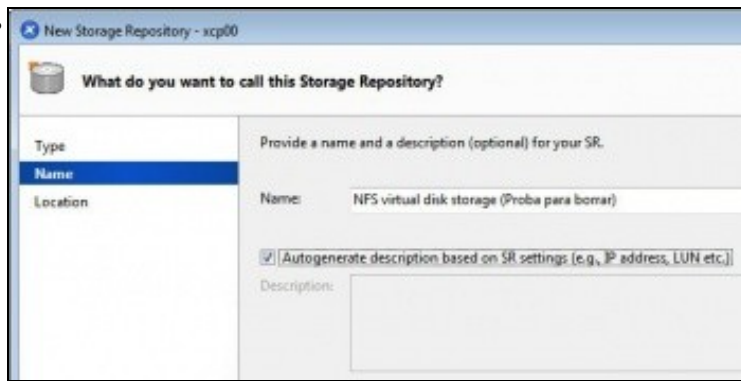 New Storage Repository - xcp00
What do you want to call this Storage Repository?
Type
Name
Location
Provide a name and a description (optional) for your SR.
Name: NFS virtual disk storage (Proba para borrar)
Autogenerate description based on SR settings (e.g., IP address, LUN etc.)
Description: